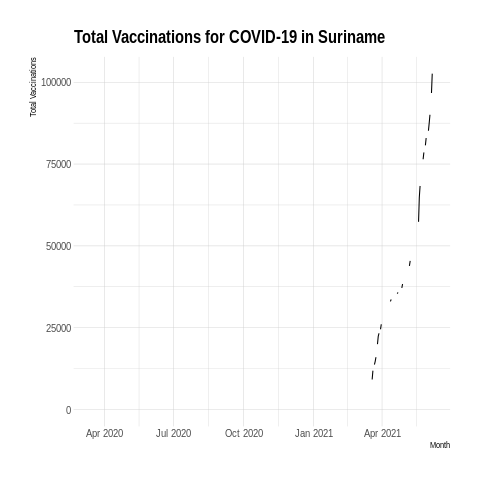 Total Vaccinations for COVID-19 in Suriname
Total Vaccinations
100000
75000
50000
25000
0
Apr 2020 Jul 2020 Oct 2020 Jan 2021 Apr 2021
Month